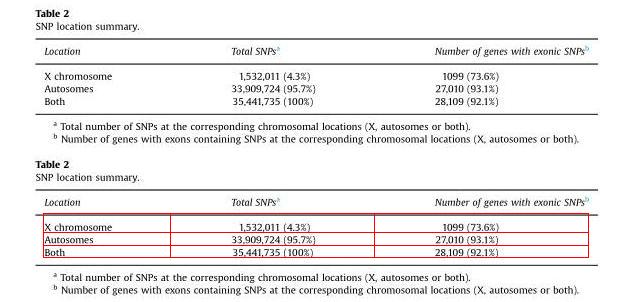 Table 2
SNP location summary.
Location Total SNPsa Number of genes with exonic SNPsb
X chromosome 1,532,011 (4.3%) 1099 (73.6%)
Autosomes 33,909,724 (95.7%) 27,010 (93.1%)
Both 35,441,735 (100%) 28,109 (92.1%)
a Total number of SNPs at the corresponding chromosomal locations (X, autosomes or both).
b Number of genes with exons containing SNPs at the corresponding chromosomal locations (X, autosomes or both).
Table 2
SNP location summary.
Location Total SNPsa Number of genes with exonic SNPsb
X chromosome 1,532,011 (4.3%) 1099 (73.6%)
Autosomes 33,909,724 (95.7%) 27,010 (93.1%)
Both 35,441,735 (100%) 28,109 (92.1%)
a Total number of SNPs at the corresponding chromosomal locations (X, autosomes or both).
b Number of genes with exons containing SNPs at the corresponding chromosomal locations (X, autosomes or both).